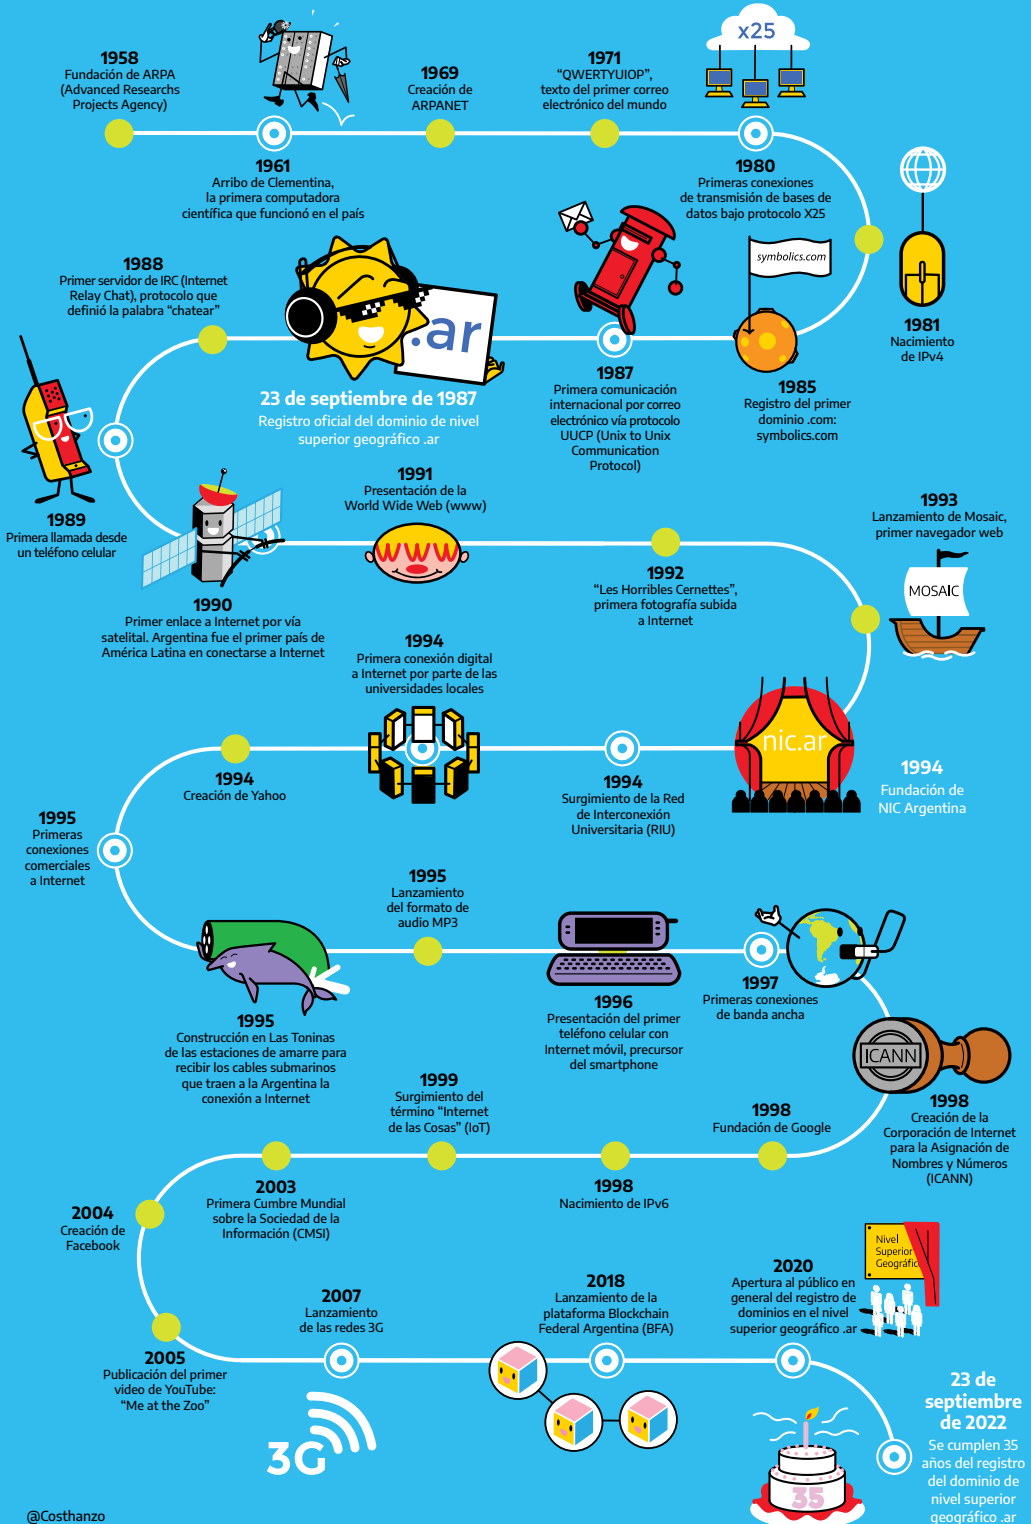 1958
Fundación de ARPA
(Advanced Researchs
Projects Agency)
1961
Arribo de Clementina,
la primera computadora
científica que funcionó en el país
1969
Creación de
ARPANET
1971
“QWERTYUIOP”,
texto del primer correo
electrónico del mundo
x25
1980
Primeras conexiones
de transmisión de bases de
datos bajo protocolo X25
1981
Nacimiento
de IPv4
symbolics.com
1985
Registro del primer
dominio .com:
symbolics.com
1987
Primera comunicación
internacional por correo
electrónico vía protocolo
UUCP (Unix to Unix
Communication
Protocol)
.ar
23 de septiembre de 1987
Registro oficial del dominio de nivel
superior geográfico .ar
1988
Primer servidor de IRC (Internet
Relay Chat), protocolo que
definió la palabra “chatear”
1989
Primera llamada desde
un teléfono celular
1990
Primer enlace a Internet por vía
satelital. Argentina fue el primer país de
América Latina en conectarse a Internet
1991
Presentación de la
World Wide Web (www)
1992
“Les Horribles Cernettes”,
primera fotografía subida
a Internet
1993
Lanzamiento de Mosaic,
primer navegador web
MOSAIC
nic.ar
1994
Fundación de
NIC Argentina
1994
Surgimiento de la Red
de Interconexión
Universitaria (RIU)
1994
Primera conexión digital
a Internet por parte de las
universidades locales
1994
Creación de Yahoo
1995
Primeras
conexiones
comerciales
a Internet
1995
Construcción en Las Toninas
de las estaciones de amarre para
recibir los cables submarinos
que traen a la Argentina la
conexión a Internet
1995
Lanzamiento
del formato de
audio MP3
1996
Presentación del primer
teléfono celular con
Internet móvil, precursor
del smartphone
1997
Primeras conexiones
de banda ancha
ICANN
1998
Creación de la
Corporación de Internet
para la Asignación de
Nombres y Números
(ICANN)
1998
Fundación de Google
1998
Nacimiento de IPv6
1999
Surgimiento del
término “Internet
de las Cosas” (IoT)
2003
Primera Cumbre Mundial
sobre la Sociedad de la
Información (CMSI)
2004
Creación de
Facebook
2005
Publicación del primer
video de YouTube:
“Me at the Zoo”
2007
Lanzamiento
de las redes 3G
3G
2018
Lanzamiento de la
plataforma Blockchain
Federal Argentina (BFA)
2020
Apertura al público en
general del registro de
dominios en el nivel
superior geográfico .ar
Nivel
Superior
Geográfic
35
23 de
septiembre
de 2022
Se cumplen 35
años del registro
del dominio de
nivel superior
geográfico .ar
@Costhanzo